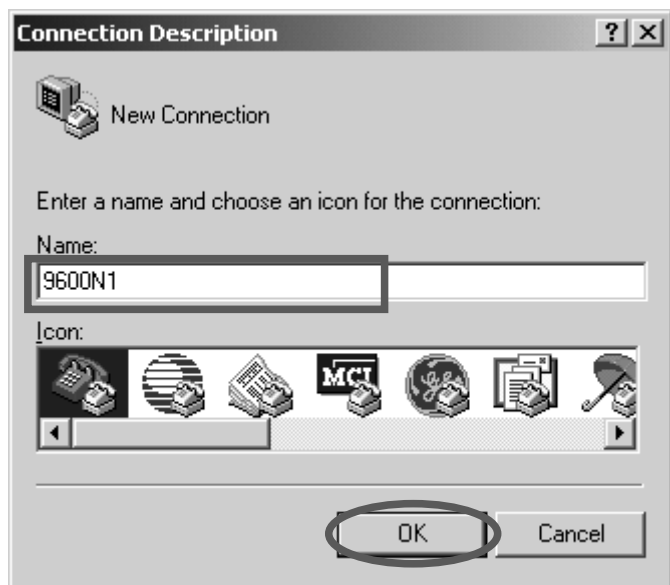 Connection Description
New Connection
Enter a name and choose an icon for the connection:
Name:
9600N1
Icon:
MCI
OK Cancel